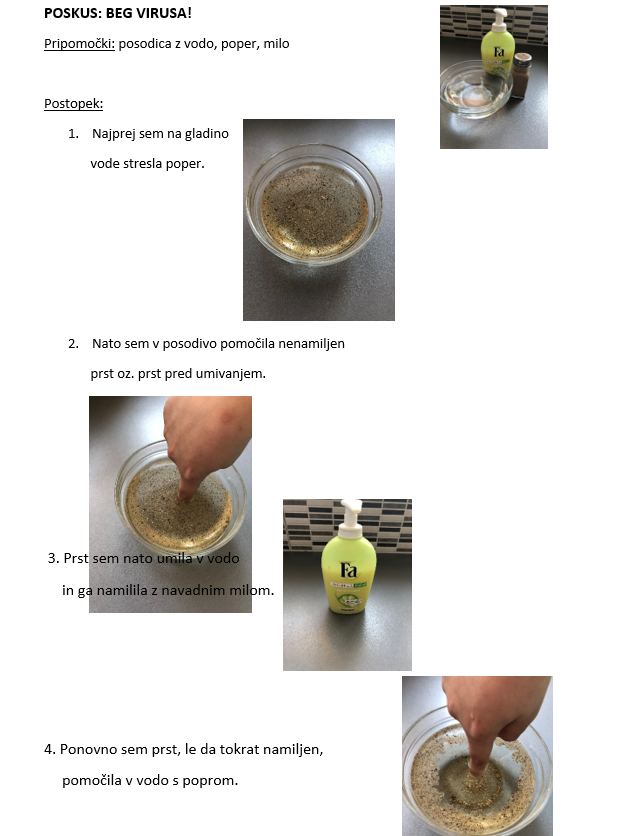 POSKUS: BEG VIRUSA!
Pripomočki: posodica z vodo, poper, milo
Fa
Postopek:
1. Najprej sem na gladino
vode stresla poper.
2. Nato sem v posodivo pomočila nenamiljen
prst oz. prst pred umivanjem.
3. Prst sem nato umila v vodo
in ga namilila z navadnim milom.
Fa
4. Ponovno sem prst, le da tokrat namiljen,
pomočila v vodo s poprom.